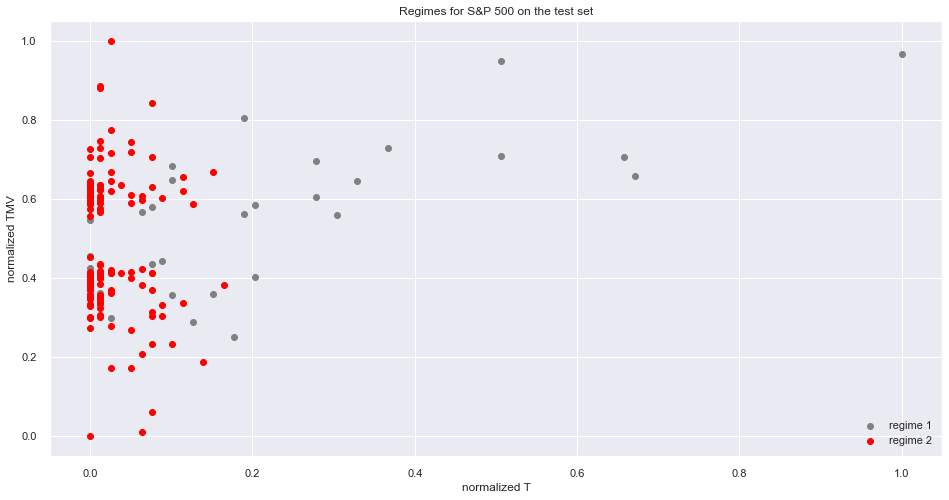 Regimes for S&P 500 on the test set
normalized TMV
1.0
0.8
0.6
0.4
0.2
0.0
0.0 0.2 0.4 0.6 0.8 1.0
normalized T
regime 1
regime 2